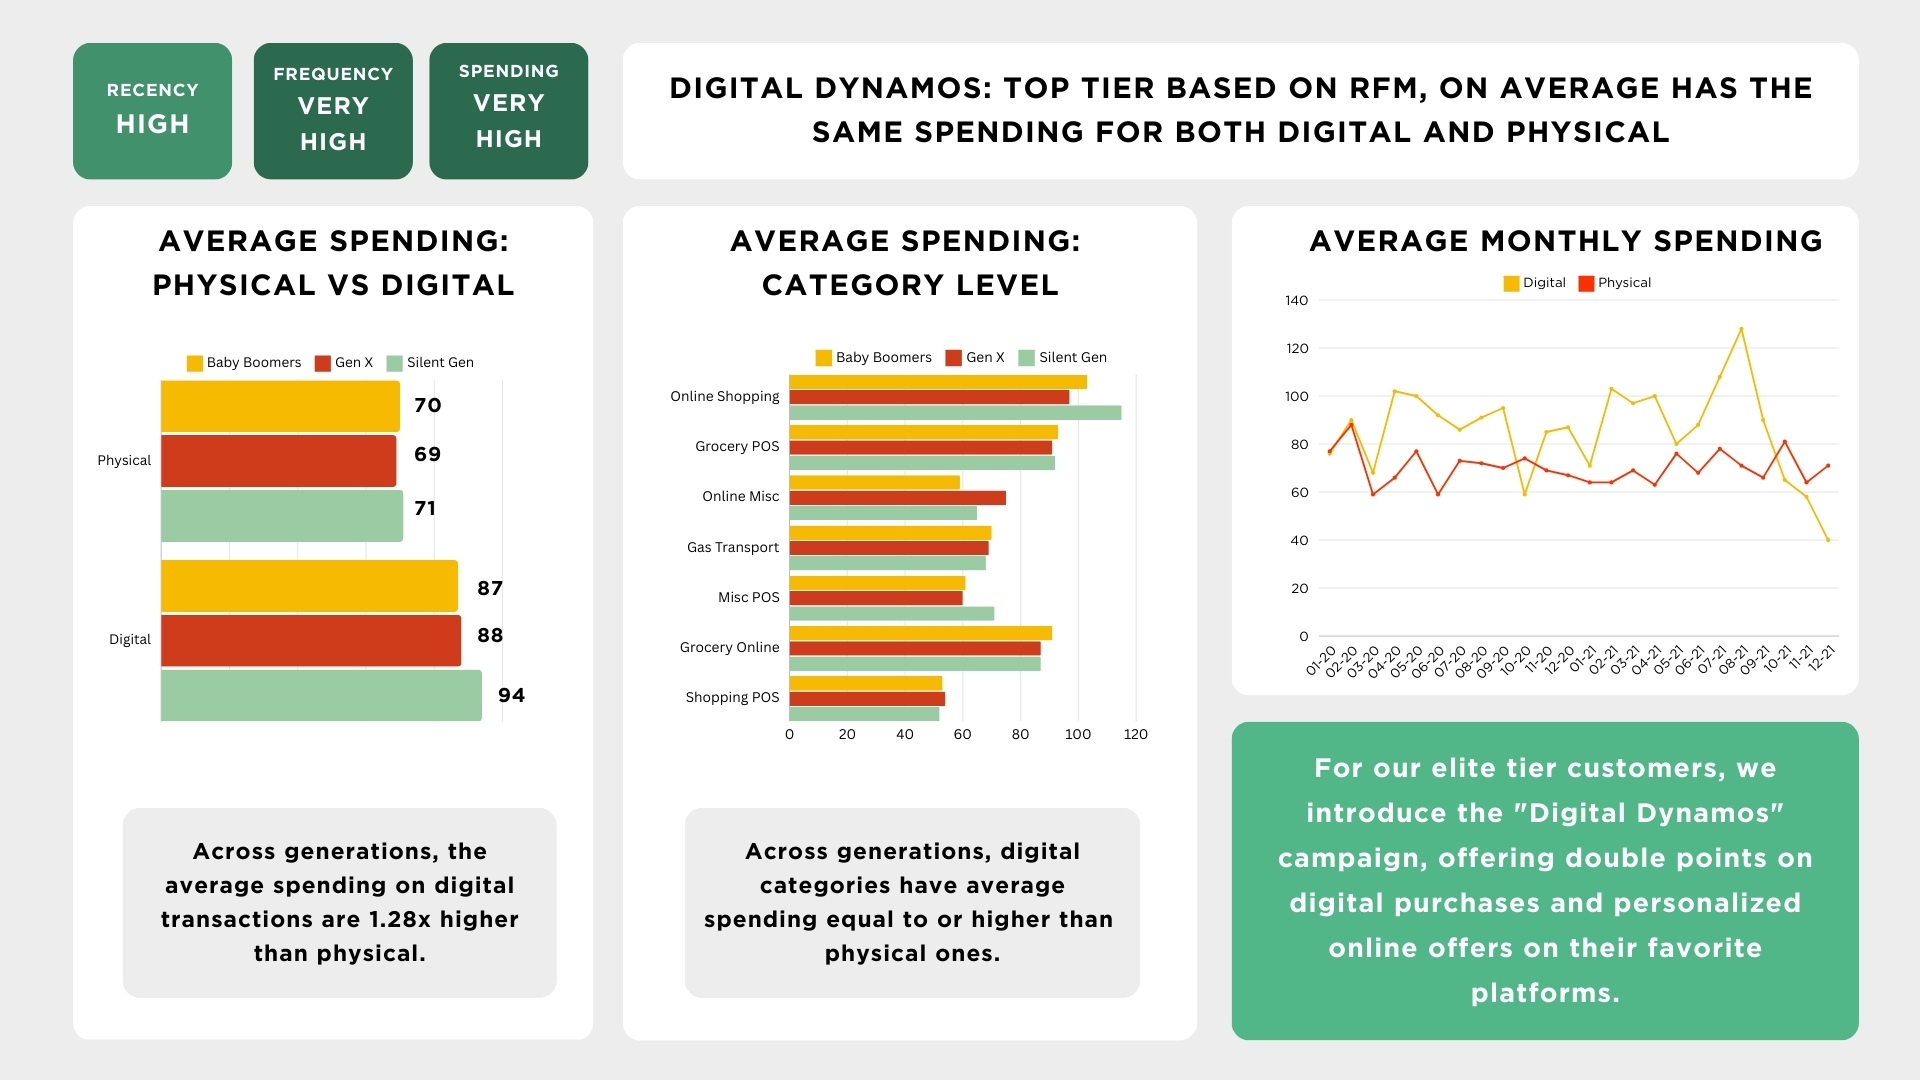 RECENCY
HIGH
FREQUENCY
VERY
HIGH
SPENDING
VERY
HIGH
DIGITAL DYNAMOS: TOP TIER BASED ON RFM, ON AVERAGE HAS THE
SAME SPENDING FOR BOTH DIGITAL AND PHYSICAL
AVERAGE SPENDING:
PHYSICAL VS DIGITAL
Baby Boomers Gen X Silent Gen
Physical
70
69
71
Digital
87
88
94
Across generations, the
average spending on digital
transactions are 1.28x higher
than physical.
AVERAGE SPENDING:
CATEGORY LEVEL
Baby Boomers Gen X Silent Gen
Online Shopping
Grocery POS
Online Misc
Gas Transport
Misc POS
Grocery Online
Shopping POS
0 20 40 60 80 100 120
Across generations, digital
categories have average
spending equal to or higher than
physical ones.
AVERAGE MONTHLY SPENDING
Digital Physical
140
120
100
80
60
40
20
0
01-20 02-20 03-20 04-20 05-20 06-20 07-20 08-20 09-20 10-20 11-20 12-20 01-21 02-21 03-21 04-21 05-21 06-21 07-21 08-21 09-21 10-21 11-21 12-21
For our elite tier customers, we
introduce the "Digital Dynamos"
campaign, offering double points on
digital purchases and personalized
online offers on their favorite
platforms.